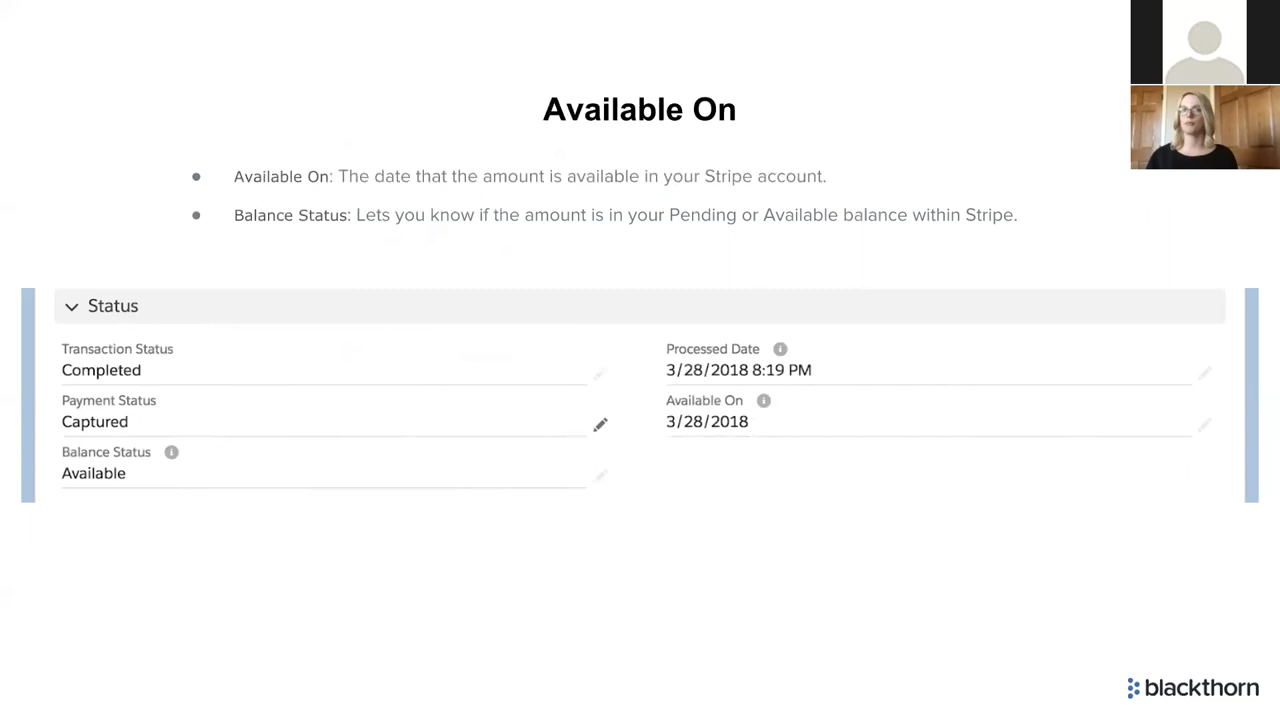 Available On
Available On: The date that the amount is available in your Stripe account.
Balance Status: Lets you know if the amount is in your Pending or Available balance within Stripe.
Status
Transaction Status
Completed
Processed Date
3/28/2018 8:19 PM
Payment Status
Captured
Available On
3/28/2018
Balance Status
Available
blackthorn